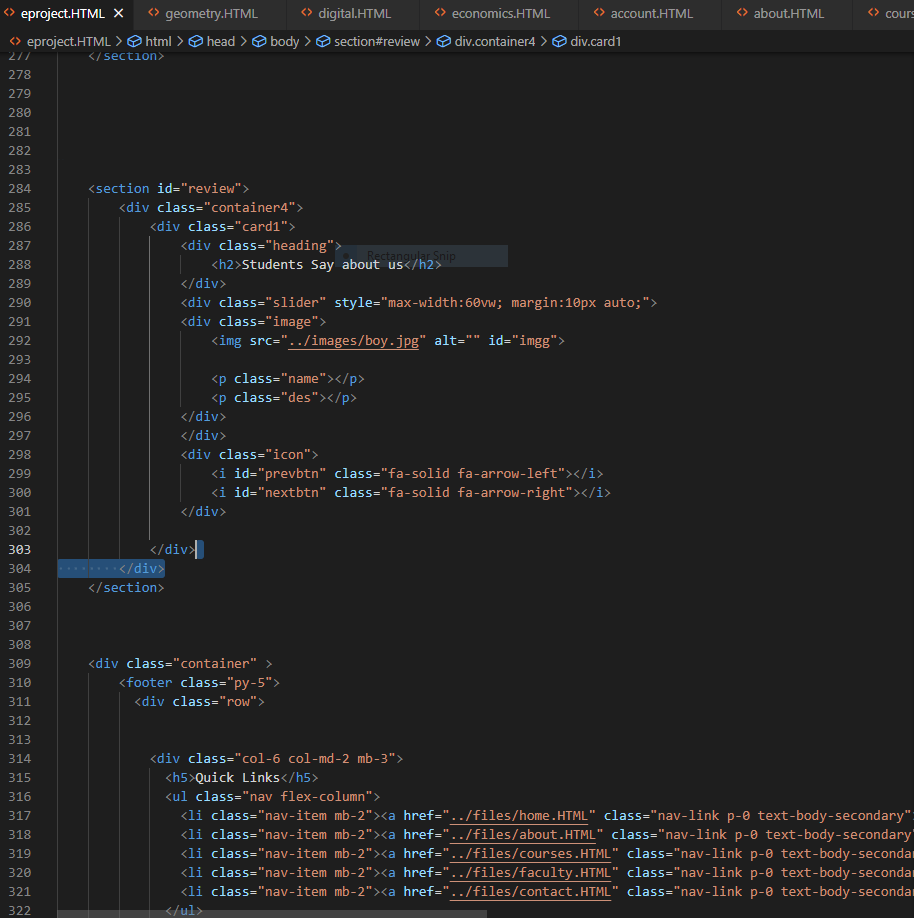 eproject.HTML × geometry.HTML digital.HTML economics.HTML account.HTML about.HTML cours
eproject.HTML > html > head > body > section#review > div.container4 > div.card1
277 </section>
278
279
280
281
282
283
284 <section id="review">
285 <div class="container4">
286 <div class="card1">
287 <div class="heading">
Rectangular Snip
288 <h2>Students Say about us</h2>
289 </div>
290 <div class="slider" style="max-width:60vw; margin:10px auto;">
291 <div class="image">
292 <img src="../images/boy.jpg" alt="" id="imgg">
293
294 <p class="name"></p>
295 <p class="des"></p>
296 </div>
297 </div>
298 <div class="icon">
299 <i id="prevbtn" class="fa-solid fa-arrow-left"></i>
300 <i id="nextbtn" class="fa-solid fa-arrow-right"></i>
301 </div>
302
303 </div>
304 </div>
305 </section>
306
307
308
309 <div class="container" >
310 <footer class="py-5">
311 <div class="row">
312
313
314 <div class="col-6 col-md-2 mb-3">
315 <h5>Quick Links</h5>
316 <ul class="nav flex-column">
317 <li class="nav-item mb-2"><a href="../files/home.HTML" class="nav-link p-0 text-body-secondary"
318 <li class="nav-item mb-2"><a href="../files/about.HTML" class="nav-link p-0 text-body-secondary
319 <li class="nav-item mb-2"><a href="../files/courses.HTML" class="nav-link p-0 text-body-seconda
320 <li class="nav-item mb-2"><a href="../files/faculty.HTML" class="nav-link p-0 text-body-seconda
321 <li class="nav-item mb-2"><a href="../files/contact.HTML" class="nav-link p-0 text-body-seconda
322 </ul>